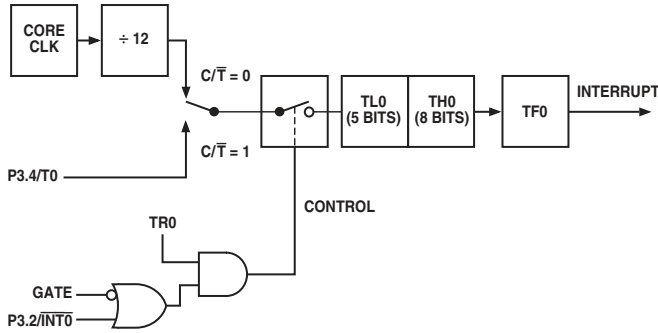 CORE
CLK
÷ 12
C/T̅ = 0
TL0
(5 BITS)
TH0
(8 BITS)
TF0
INTERRUPT
C/T̅ = 1
P3.4/T0
CONTROL
TR0
GATE
P3.2/I̅N̅T̅0̅